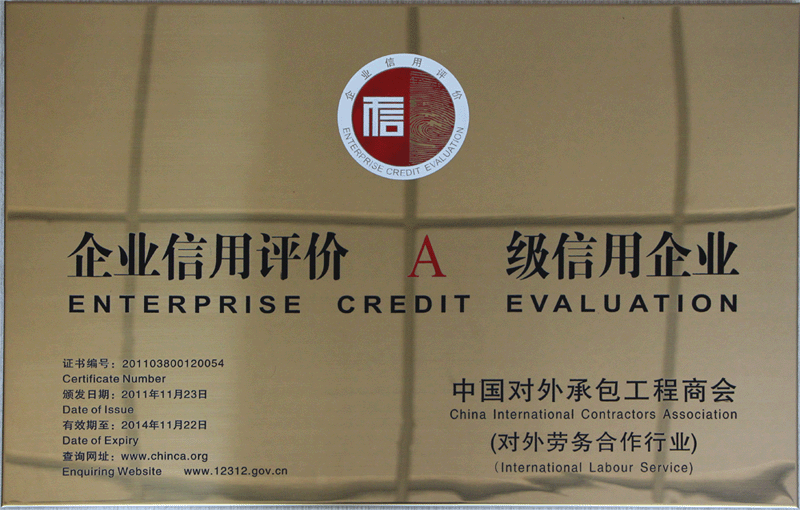 企业信用评价
信
ENTERPRISE CREDIT EVALUATION
企业信用评价 A 级信用企业
ENTERPRISE CREDIT EVALUATION
证书编号：201103800120054
Certificate Number
颁发日期：2011年11月23日
Date of Issue
有效期至：2014年11月22日
Date of Expiry
查询网址：www.chinca.org
Enquiring Website www.12312.gov.cn
中国对外承包工程商会
China International Contractors Association
(对外劳务合作行业)
(International Labour Service)